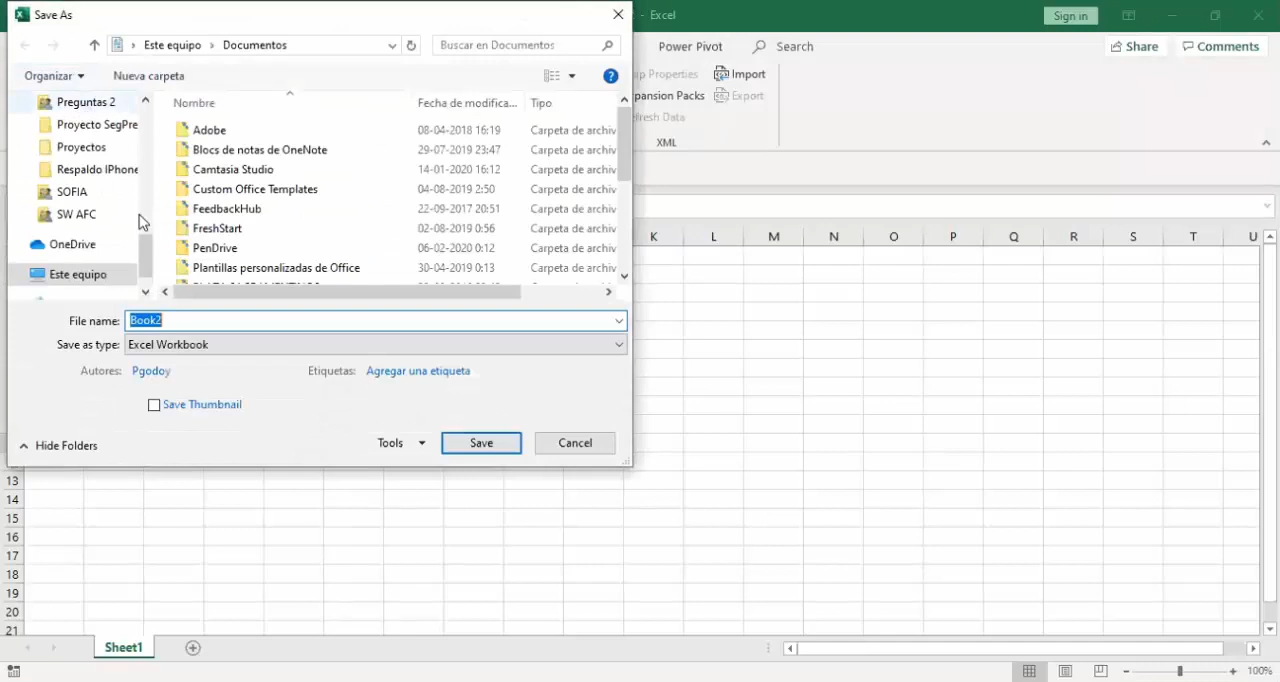 Save As
- Excel
Sign in
Este equipo > Documentos
Buscar en Documentos
Power Pivot
Search
Share
Comments
Organizar
Nueva carpeta
Properties
Import
pansion Packs
Export
efresh Data
XML
Preguntas 2
Proyecto SegPre
Proyectos
Respaldo IPhone
SOFIA
SW AFC
OneDrive
Este equipo
Nombre Fecha de modifica... Tipo
Adobe 08-04-2018 16:19 Carpeta de archiv
Blocs de notas de OneNote 29-07-2019 23:47 Carpeta de archiv
Camtasia Studio 14-01-2020 16:12 Carpeta de archiv
Custom Office Templates 04-08-2019 2:50 Carpeta de archiv
FeedbackHub 22-09-2017 20:51 Carpeta de archiv
FreshStart 02-08-2019 0:56 Carpeta de archiv
PenDrive 06-02-2020 0:12 Carpeta de archiv
Plantillas personalizadas de Office 30-04-2019 0:13 Carpeta de archiv
File name: Book2
Save as type: Excel Workbook
Autores: Pgodoy Etiquetas: Agregar una etiqueta
Save Thumbnail
Hide Folders
Tools
Save
Cancel
K L M N O P Q R S T U
13
14
15
16
17
18
19
20
21
Sheet1
100%